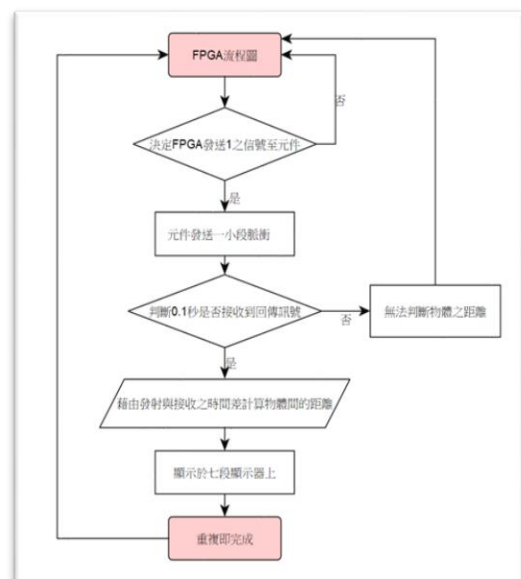 FPGA流程圖
否
決定FPGA發送1之信號至元件
是
元件發送一小段脈衝
判斷0.1秒是否接收到回傳訊號
否
無法判斷物體之距離
是
藉由發射與接收之時間差計算物體間的距離
顯示於七段顯示器上
重複即完成